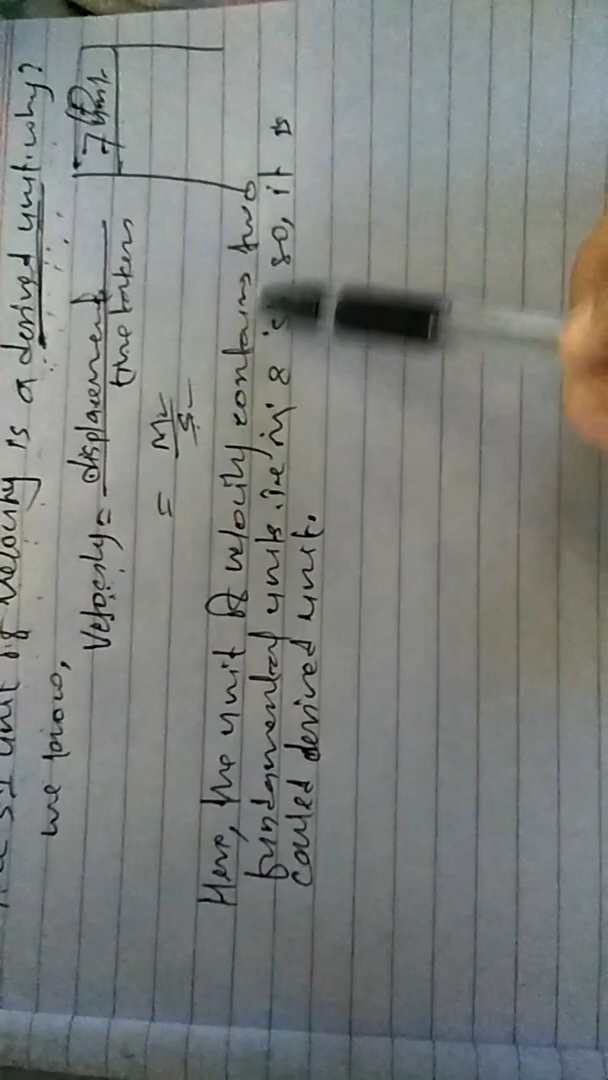 SI unit of velocity is a derived unit. why?
we know,
Velocity = displacement
time taken
= m
s
Here, the unit of velocity contains two
fundamental units i.e 'm' & 's' so, it is
called derived unit.